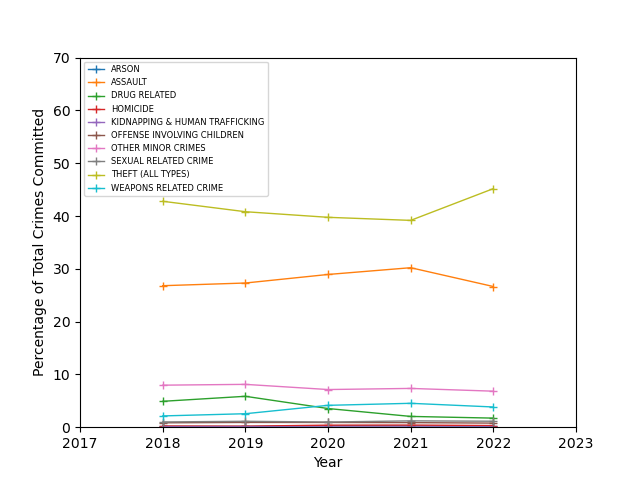 70
60
50
40
30
20
10
0
Percentage of Total Crimes Committed
ARSON
ASSAULT
DRUG RELATED
HOMICIDE
KIDNAPPING & HUMAN TRAFFICKING
OFFENSE INVOLVING CHILDREN
OTHER MINOR CRIMES
SEXUAL RELATED CRIME
THEFT (ALL TYPES)
WEAPONS RELATED CRIME
2017 2018 2019 2020 2021 2022 2023
Year